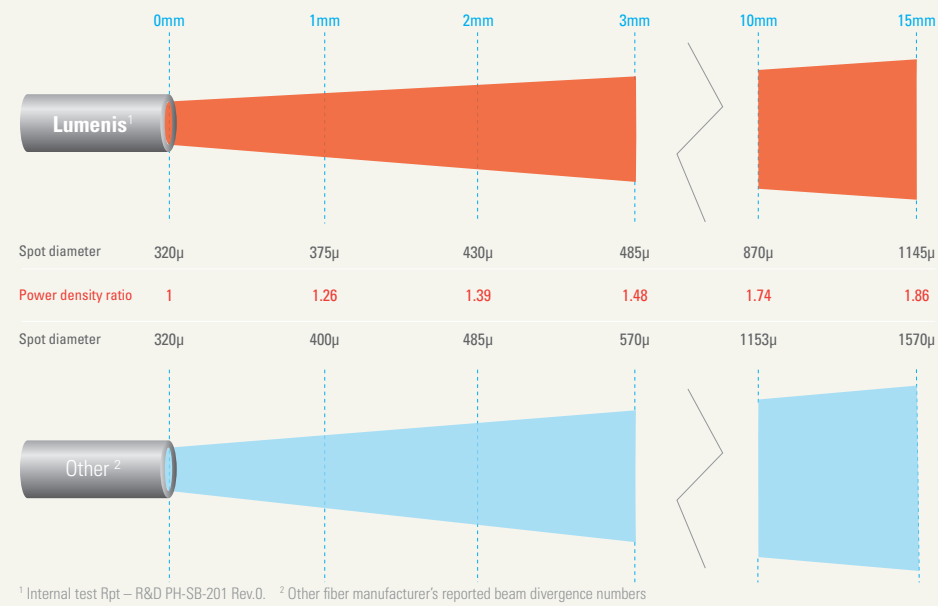 0mm 1mm 2mm 3mm 10mm 15mm
Lumenis¹
Spot diameter 320µ 375µ 430µ 485µ 870µ 1145µ
Power density ratio 1 1.26 1.39 1.48 1.74 1.86
Spot diameter 320µ 400µ 485µ 570µ 1153µ 1570µ
Other ²
¹ Internal test Rpt – R&D PH-SB-201 Rev.0. ² Other fiber manufacturer's reported beam divergence numbers